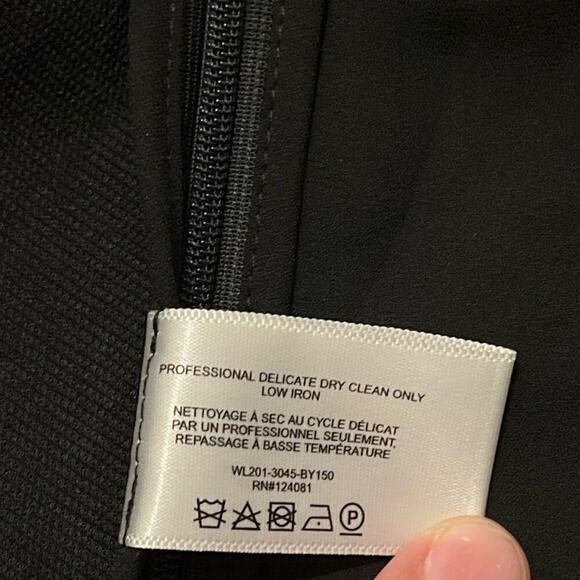 PROFESSIONAL DELICATE DRY CLEAN ONLY
LOW IRON
NETTOYAGE À SEC AU CYCLE DÉLICAT
PAR UN PROFESSIONNEL SEULEMENT.
REPASSAGE À BASSE TEMPÉRATURE
WL201-3045-BY150
RN#124081
P